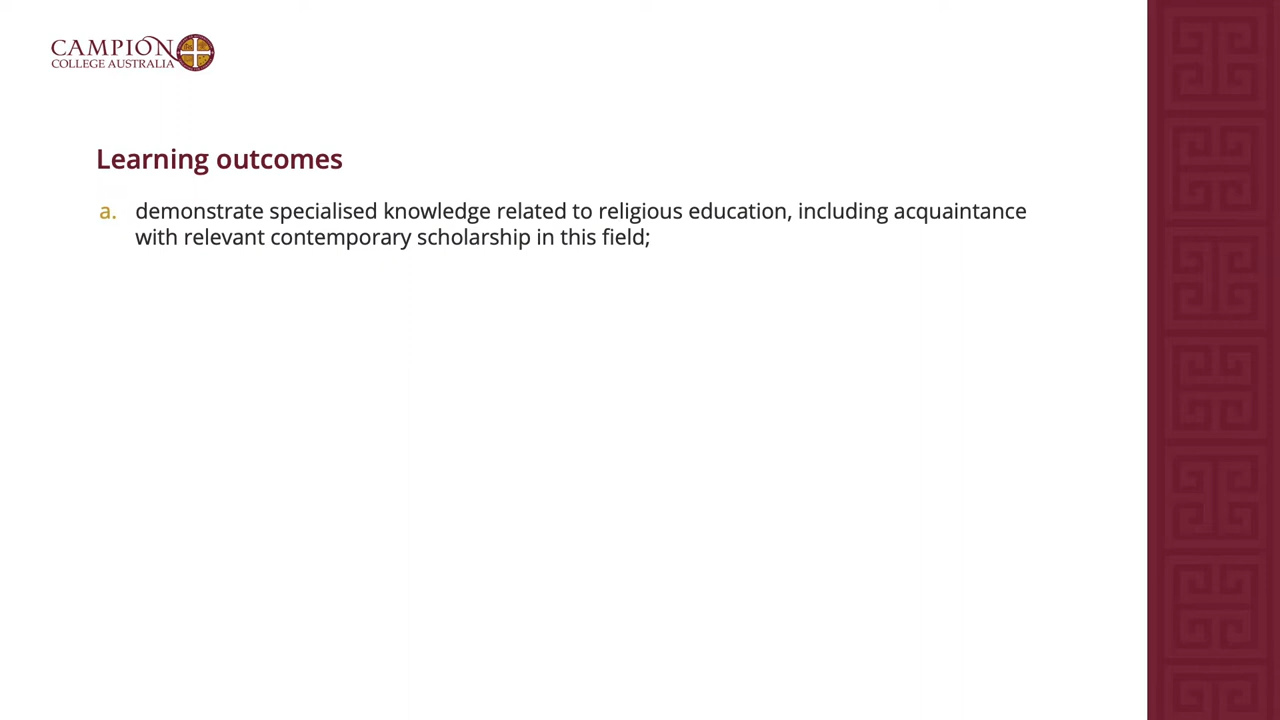 CAMPION
COLLEGE AUSTRALIA
Learning outcomes
a. demonstrate specialised knowledge related to religious education, including acquaintance
with relevant contemporary scholarship in this field;